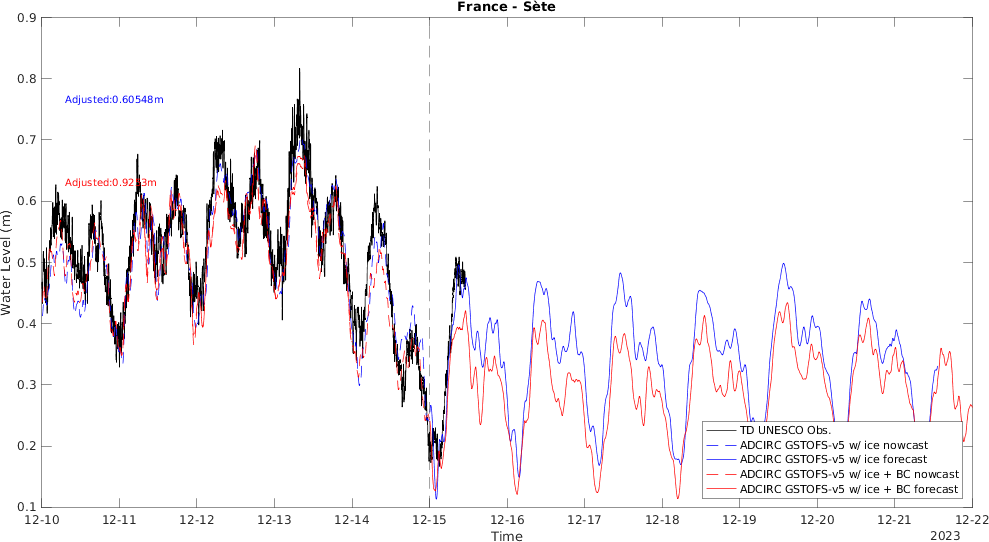 France - Sète
0.9
0.8
0.7
0.6
0.5
0.4
0.3
0.2
0.1
Water Level (m)
Adjusted:0.60548m
TD UNESCO Obs.
ADCIRC GSTOFS-v5 w/ ice nowcast
ADCIRC GSTOFS-v5 w/ ice forecast
ADCIRC GSTOFS-v5 w/ ice + BC nowcast
ADCIRC GSTOFS-v5 w/ ice + BC forecast
12-10 12-11 12-12 12-13 12-14 12-15 12-16 12-17 12-18 12-19 12-20 12-21 12-22
Time
2023